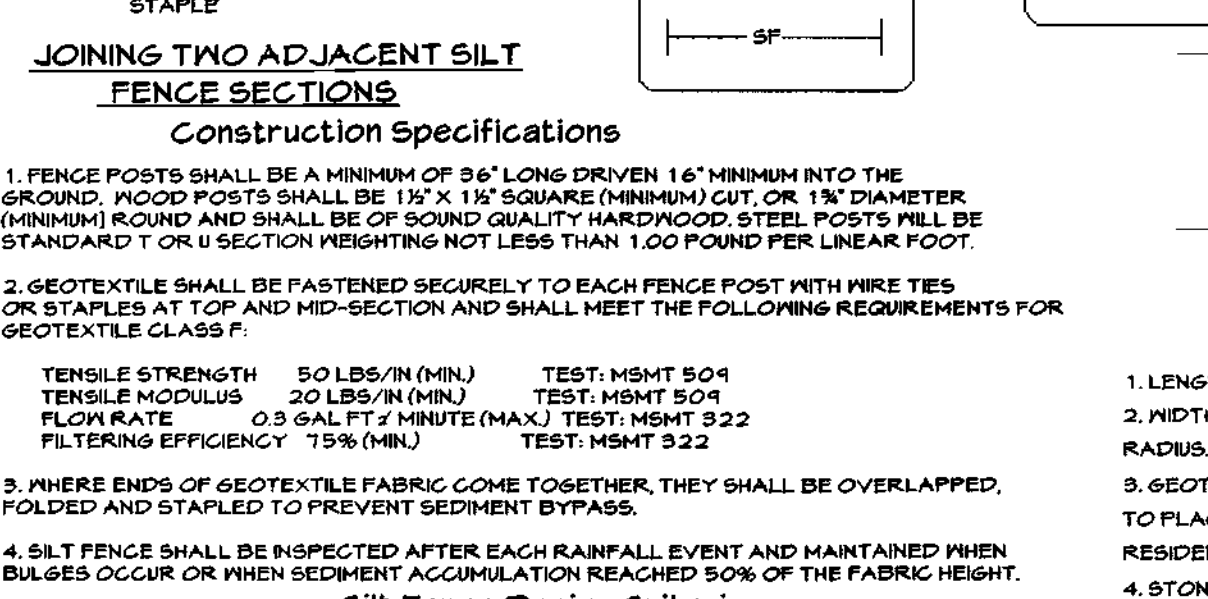 STAPLE
SF
JOINING TWO ADJACENT SILT
FENCE SECTIONS
Construction Specifications
1. FENCE POSTS SHALL BE A MINIMUM OF 36" LONG DRIVEN 16" MINIMUM INTO THE
GROUND. WOOD POSTS SHALL BE 1½" X 1½" SQUARE (MINIMUM) CUT, OR 1¾" DIAMETER
(MINIMUM] ROUND AND SHALL BE OF SOUND QUALITY HARDWOOD. STEEL POSTS WILL BE
STANDARD T OR U SECTION WEIGHTING NOT LESS THAN 1.00 POUND PER LINEAR FOOT.
2. GEOTEXTILE SHALL BE FASTENED SECURELY TO EACH FENCE POST WITH WIRE TIES
OR STAPLES AT TOP AND MID-SECTION AND SHALL MEET THE FOLLOWING REQUIREMENTS FOR
GEOTEXTILE CLASS F:
TENSILE STRENGTH 50 LBS/IN (MIN.) TEST: MSMT 509
TENSILE MODULUS 20 LBS/IN (MIN.) TEST: MSMT 509
FLOW RATE 0.3 GAL FT MINUTE (MAX.) TEST: MSMT 322
FILTERING EFFICIENCY 75% (MIN.) TEST: MSMT 322
3. WHERE ENDS OF GEOTEXTILE FABRIC COME TOGETHER, THEY SHALL BE OVERLAPPED,
FOLDED AND STAPLED TO PREVENT SEDIMENT BYPASS.
4. SILT FENCE SHALL BE INSPECTED AFTER EACH RAINFALL EVENT AND MAINTAINED WHEN
BULGES OCCUR OR WHEN SEDIMENT ACCUMULATION REACHED 50% OF THE FABRIC HEIGHT.
1. LENG
2. WIDTH
RADIUS.
3. GEOT
TO PLA
RESIDE
4. STON